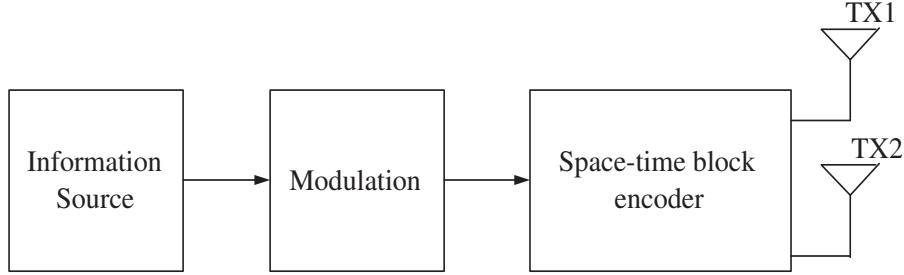 TX1
Information
Source
Modulation
Space-time block
encoder
TX2